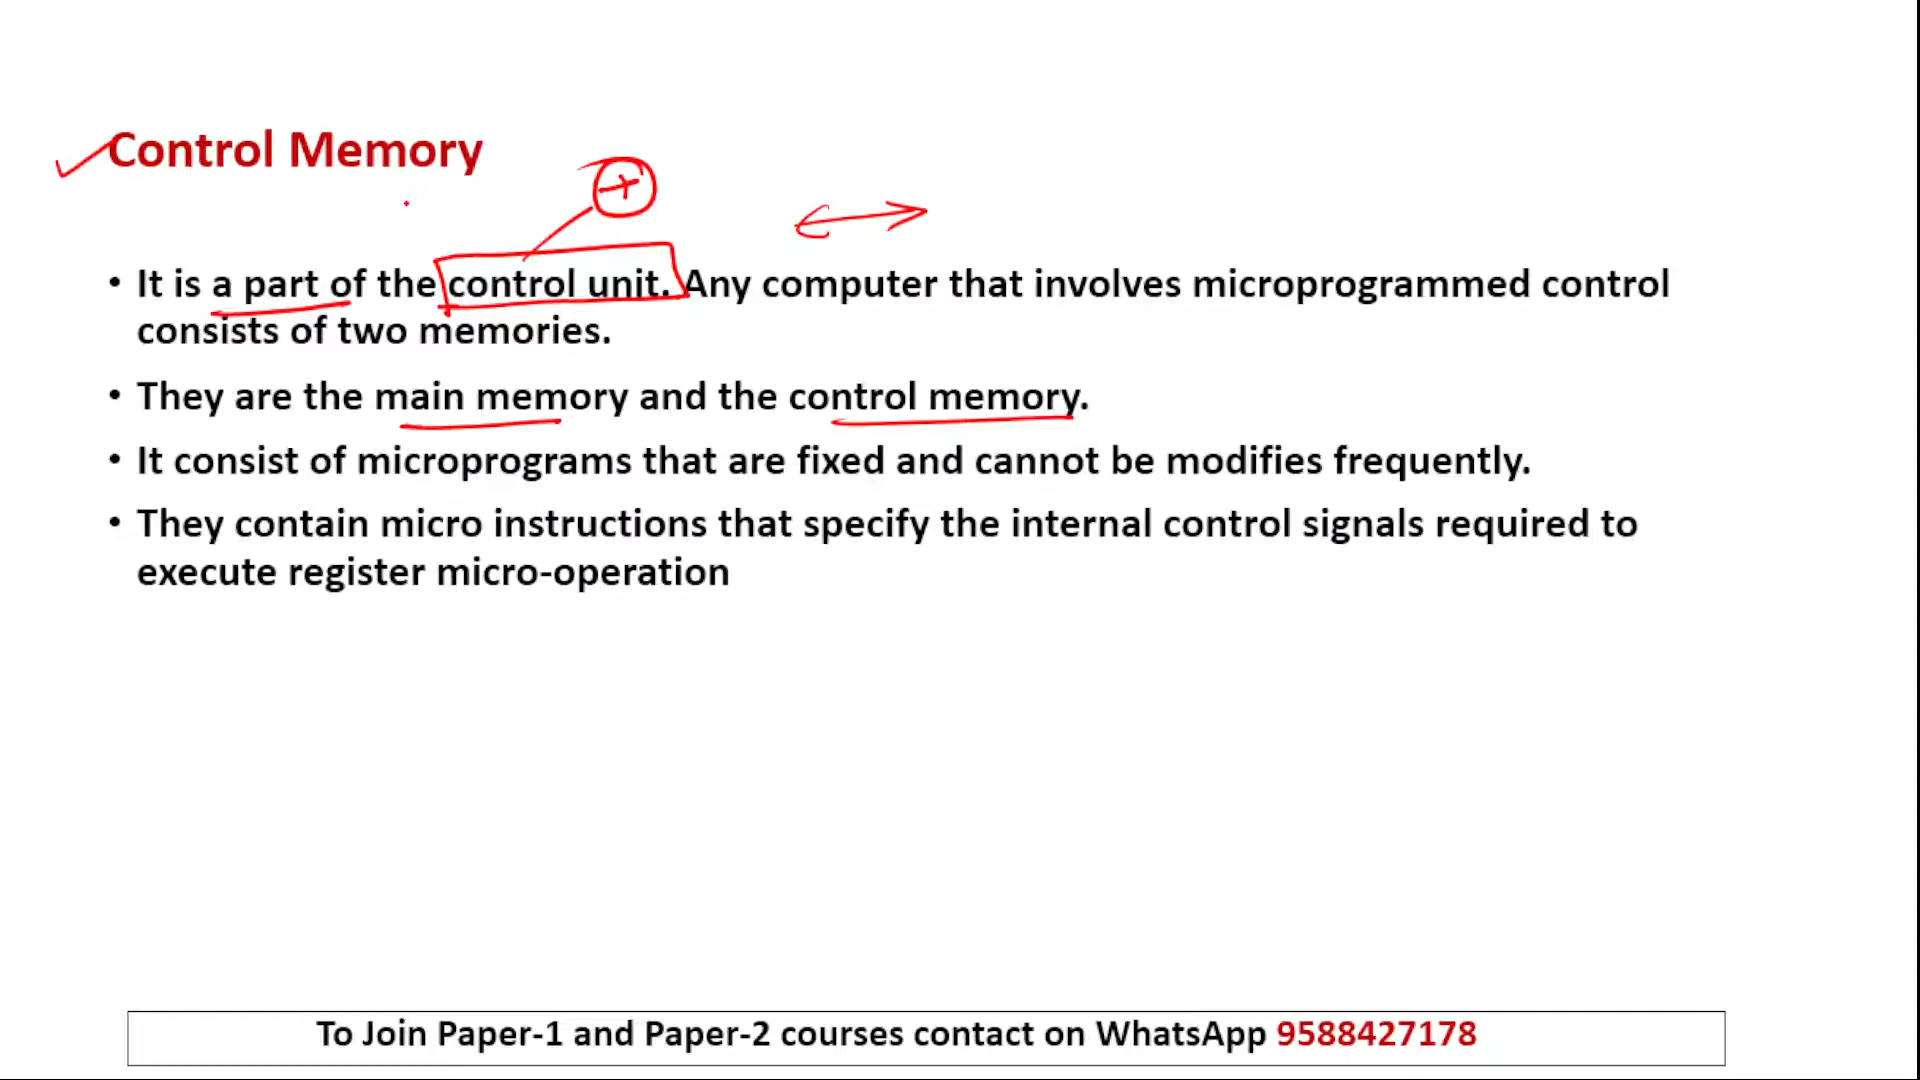 Control Memory
+
• It is a part of the control unit. Any computer that involves microprogrammed control
consists of two memories.
• They are the main memory and the control memory.
• It consist of microprograms that are fixed and cannot be modifies frequently.
• They contain micro instructions that specify the internal control signals required to
execute register micro-operation
To Join Paper-1 and Paper-2 courses contact on WhatsApp 9588427178